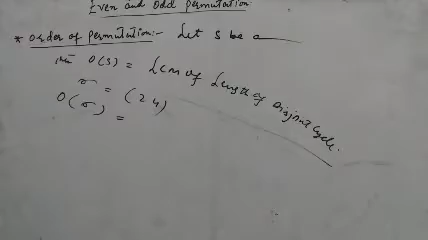 Even and odd permutation
* order of permutation:- Let S be a
O(S) = Lcm of Length of Disjoint Cycle.
σ = (2 4)
O(σ) =